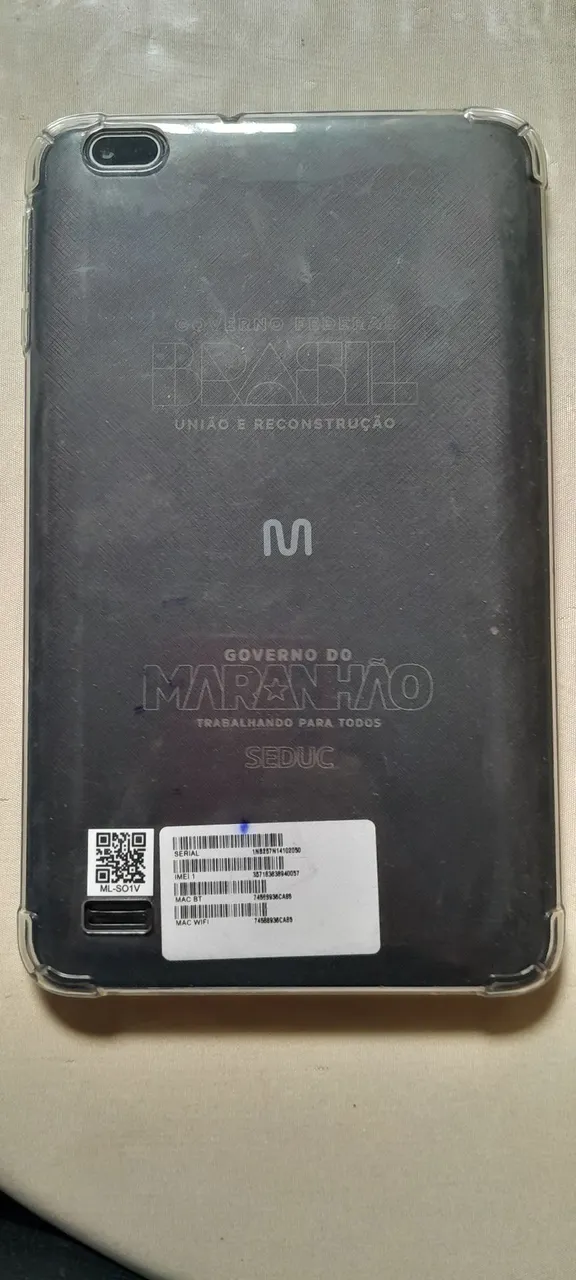 GOVERNO FEDERAL
BRASIL
UNIÃO E RECONSTRUÇÃO
M
GOVERNO DO
MARANHÃO
TRABALHANDO PARA TODOS
SEDUC
ML-SO1V
SERIAL
IMEI 1
MAC BT
MAC WIFI